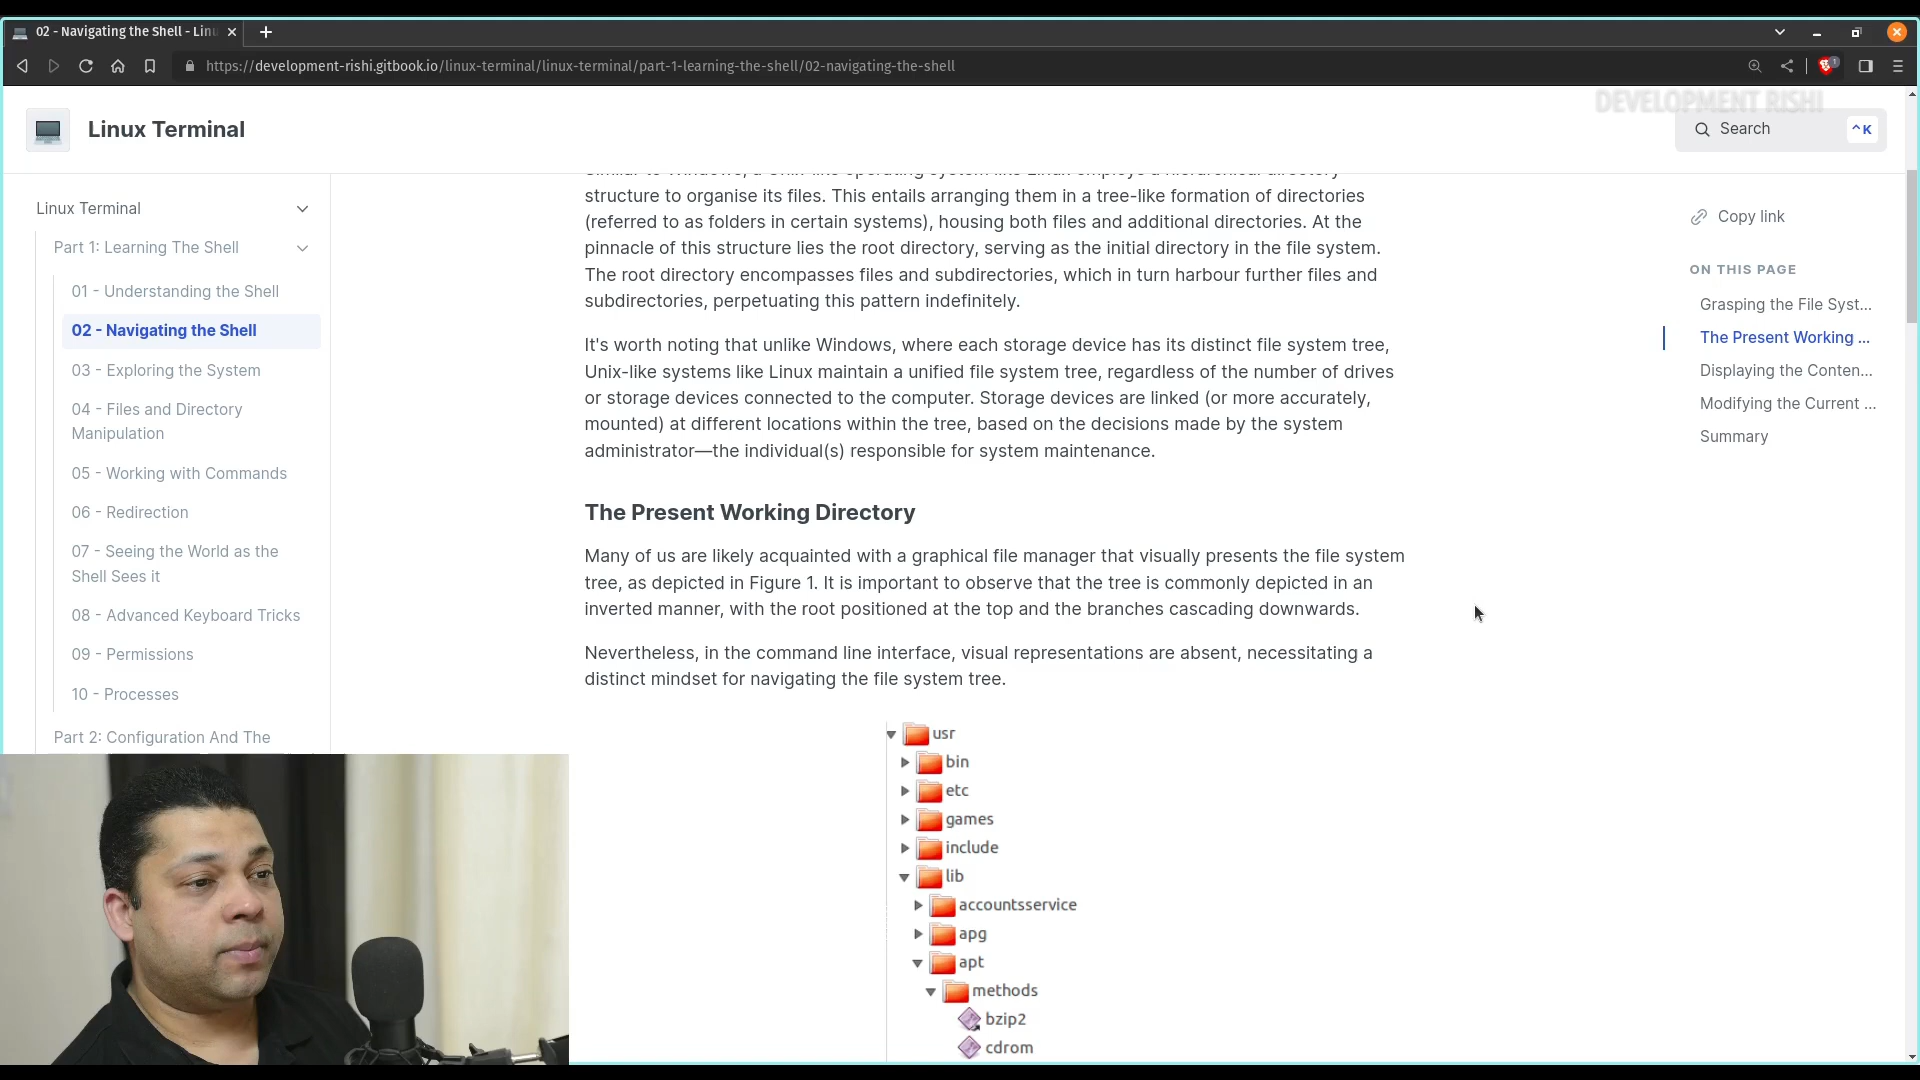 02 - Navigating the Shell - Linu
https://development-rishi.gitbook.io/linux-terminal/linux-terminal/part-1-learning-the-shell/02-navigating-the-shell
1
DEVELOPMENT RISHI
Linux Terminal
Search
^K
Linux Terminal
Part 1: Learning The Shell
01 - Understanding the Shell
02 - Navigating the Shell
03 - Exploring the System
04 - Files and Directory
Manipulation
05 - Working with Commands
06 - Redirection
07 - Seeing the World as the
Shell Sees it
08 - Advanced Keyboard Tricks
09 - Permissions
10 - Processes
Part 2: Configuration And The
Similar to Windows, a Unix-like operating system like Linux employs a hierarchical directory
structure to organise its files. This entails arranging them in a tree-like formation of directories
(referred to as folders in certain systems), housing both files and additional directories. At the
pinnacle of this structure lies the root directory, serving as the initial directory in the file system.
The root directory encompasses files and subdirectories, which in turn harbour further files and
subdirectories, perpetuating this pattern indefinitely.
It's worth noting that unlike Windows, where each storage device has its distinct file system tree,
Unix-like systems like Linux maintain a unified file system tree, regardless of the number of drives
or storage devices connected to the computer. Storage devices are linked (or more accurately,
mounted) at different locations within the tree, based on the decisions made by the system
administrator—the individual(s) responsible for system maintenance.
The Present Working Directory
Many of us are likely acquainted with a graphical file manager that visually presents the file system
tree, as depicted in Figure 1. It is important to observe that the tree is commonly depicted in an
inverted manner, with the root positioned at the top and the branches cascading downwards.
Nevertheless, in the command line interface, visual representations are absent, necessitating a
distinct mindset for navigating the file system tree.
usr
bin
etc
games
include
lib
accountsservice
apg
apt
methods
bzip2
cdrom
Copy link
ON THIS PAGE
Grasping the File Syst...
The Present Working ...
Displaying the Conten...
Modifying the Current ...
Summary